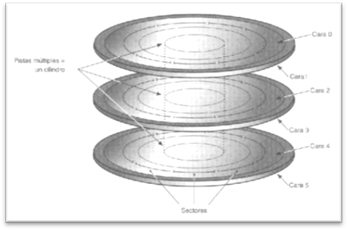 Cara 0
Pistas múltiples =
un cilindro
Cara 1
Cara 2
Cara 3
Cara 4
Cara 5
Sectores